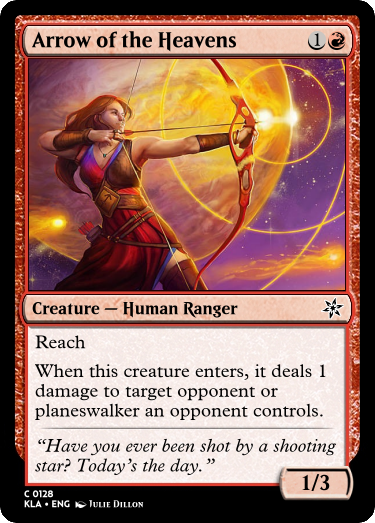 Arrow of the Heavens 1
Creature — Human Ranger
Reach
When this creature enters, it deals 1
damage to target opponent or
planeswalker an opponent controls.
“Have you ever been shot by a shooting
star? Today's the day.”
1/3
C 0128
KLA • ENG Julie Dillon